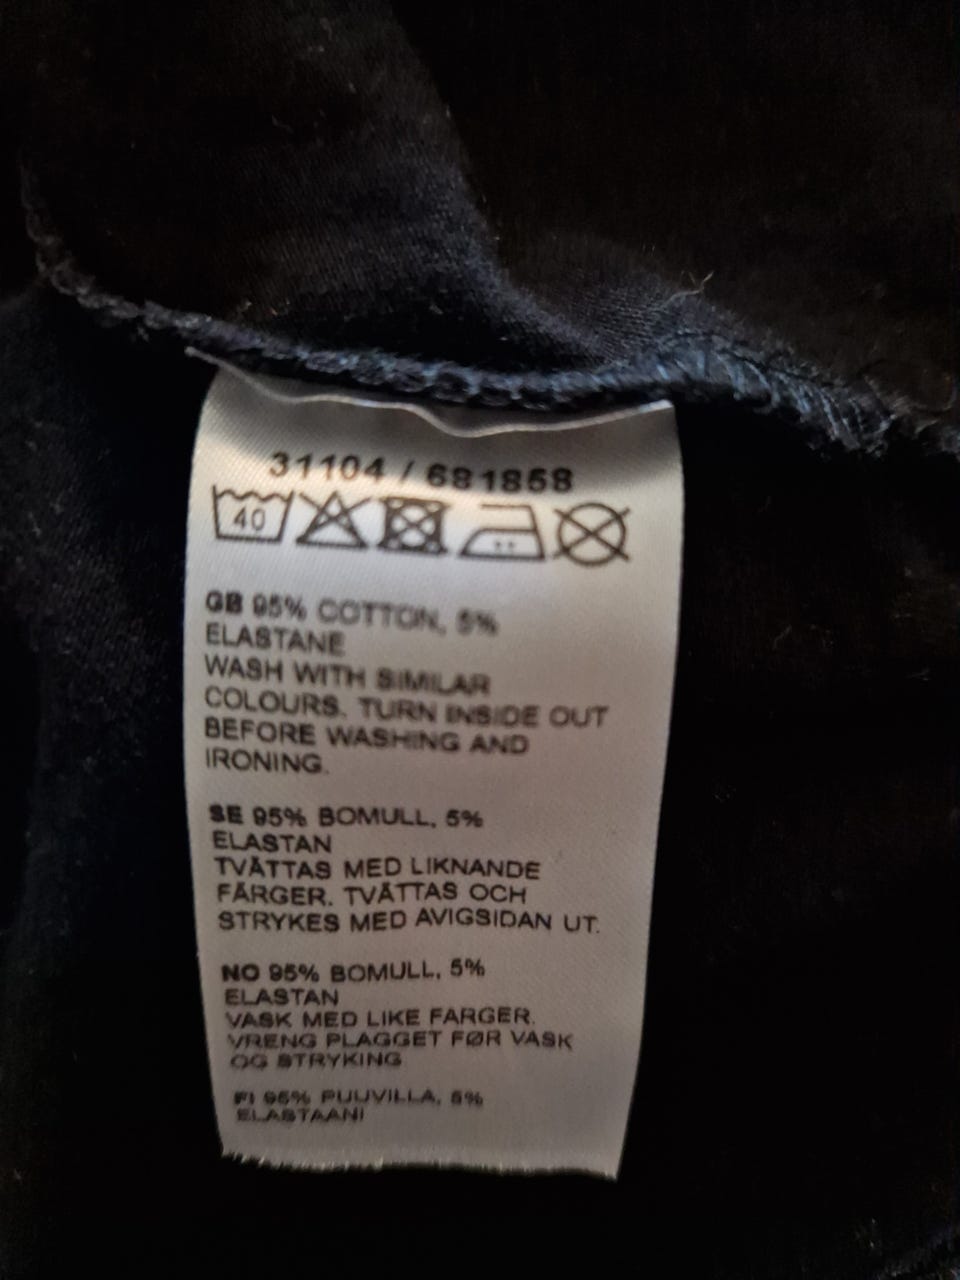 31104 / 681858
40
GB 95% COTTON, 5%
ELASTANE
WASH WITH SIMILAR
COLOURS. TURN INSIDE OUT
BEFORE WASHING AND
IRONING.
SE 95% BOMULL, 5%
ELASTAN
TVÄTTAS MED LIKNANDE
FÄRGER. TVÄTTAS OCH
STRYKES MED AVIGSIDAN UT.
NO 95% BOMULL, 5%
ELASTAN
VASK MED LIKE FARGER.
VRENG PLAGGET FØR VASK
OG STRYKING
FI 95% PUUVILLA, 5%
ELASTAANI